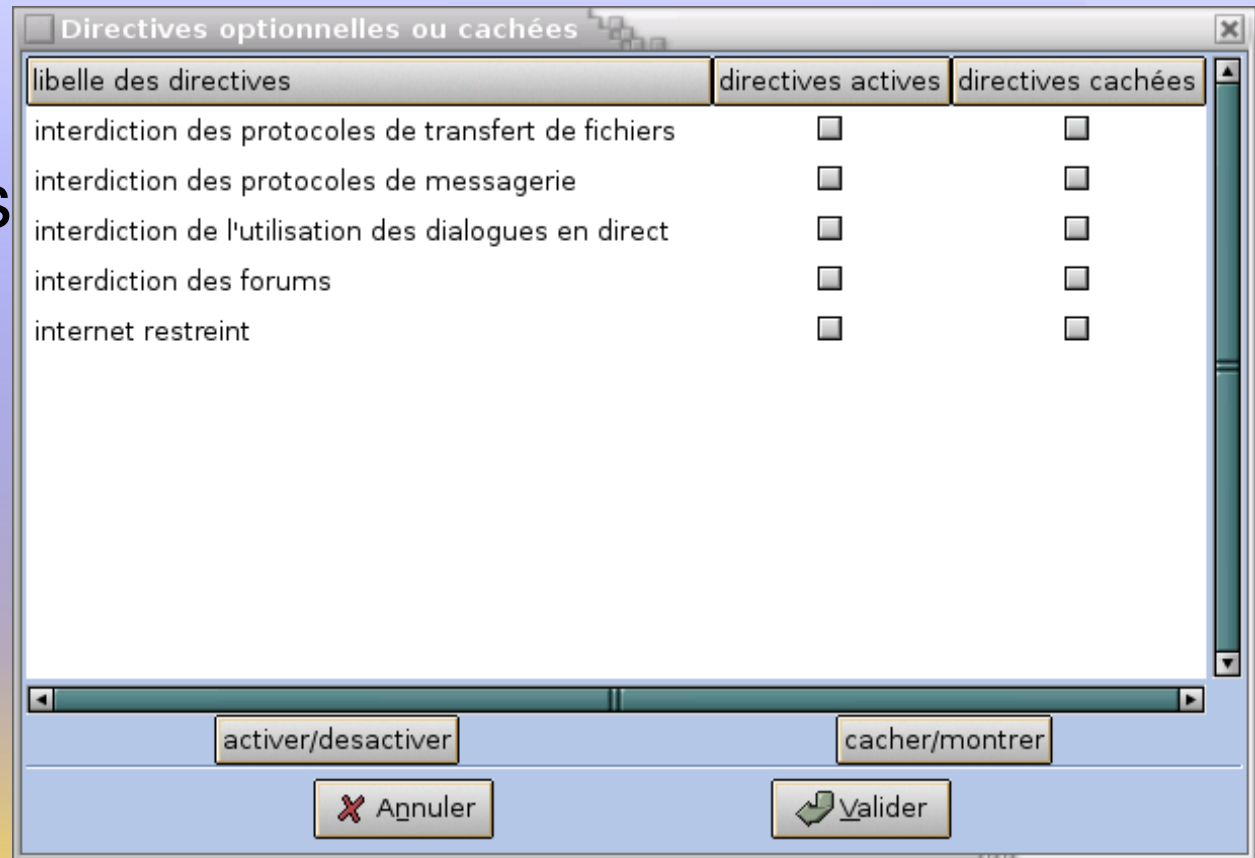 Directives optionnelles ou cachées
libelle des directives directives actives directives cachées
interdiction des protocoles de transfert de fichiers
interdiction des protocoles de messagerie
s
interdiction de l'utilisation des dialogues en direct
interdiction des forums
internet restreint
activer/desactiver cacher/montrer
Annuler Valider